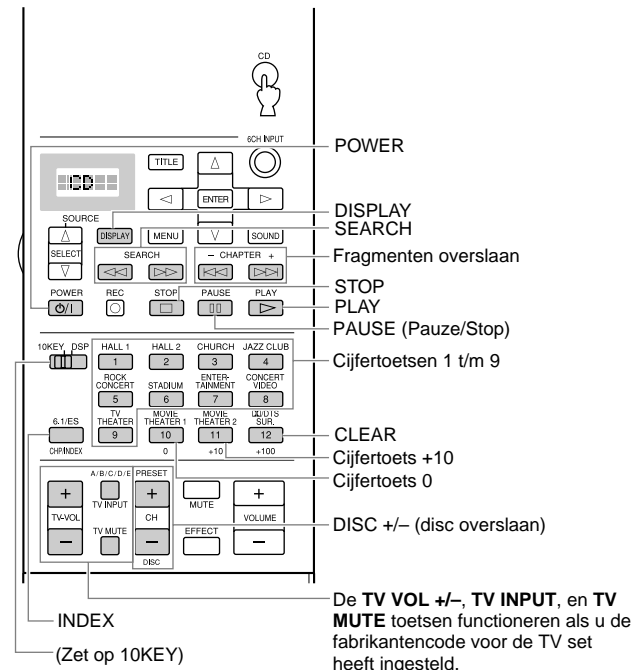 CD
6CH INPUT
POWER
TITLE
CD
ENTER
SOURCE
DISPLAY
SELECT
DISPLAY
MENU
SOUND
SEARCH
SEARCH
– CHAPTER +
Fragmenten overslaan
POWER
REC
STOP
PAUSE
PLAY
STOP
PLAY
PAUSE (Pauze/Stop)
10KEY DSP
HALL 1
HALL 2
CHURCH
JAZZ CLUB
1
2
3
4
Cijfertoetsen 1 t/m 9
ROCK CONCERT
STADIUM
ENTER-TAINMENT
CONCERT VIDEO
5
6
7
8
TV THEATER
MOVIE THEATER 1
MOVIE THEATER 2
/DTS SUR.
6.1/ES
9
10
11
12
CLEAR
CHP/INDEX
0
+10
+100
Cijfertoets +10
Cijfertoets 0
A/B/C/D/E
PRESET
+
TV INPUT
+
MUTE
+
TV-VOL
CH
VOLUME
DISC +/– (disc overslaan)
TV MUTE
EFFECT
–
–
–
DISC
De TV VOL +/–, TV INPUT, en TV
MUTE toetsen functioneren als u de
fabrikantencode voor de TV set
heeft ingesteld.
INDEX
(Zet op 10KEY)